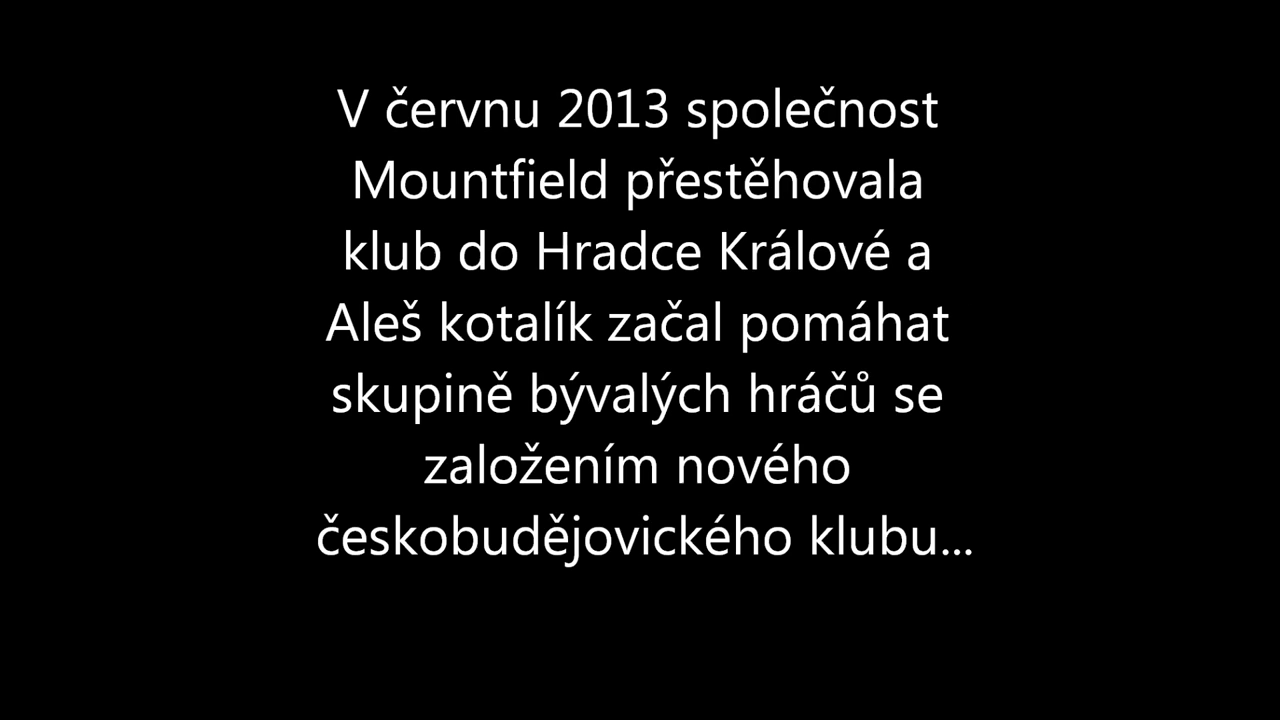 V červnu 2013 společnost
Mountfield přestěhovala
klub do Hradce Králové a
Aleš kotalík začal pomáhat
skupině bývalých hráčů se
založením nového
českobudějovického klubu...